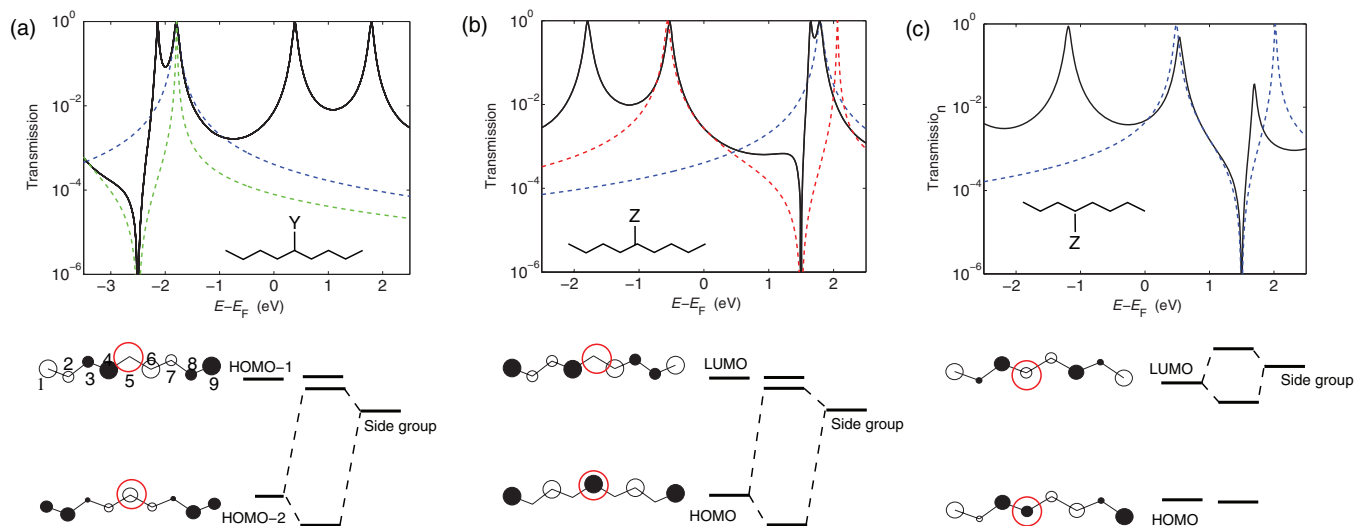 (a)
10^0
10^-2
10^-4
10^-6
Transmission
Y
−3 −2 −1 0 1 2
E−E_F (eV)
1 2 3 4 5 6 7 8 9
HOMO−1
Side group
HOMO−2
(b)
10^0
10^-2
10^-4
10^-6
Transmission
Z
−2 −1 0 1 2
E−E_F (eV)
LUMO
Side group
HOMO
(c)
10^0
10^-2
10^-4
10^-6
Transmission
Z
−2 −1 0 1 2
E−E_F (eV)
LUMO
Side group
HOMO